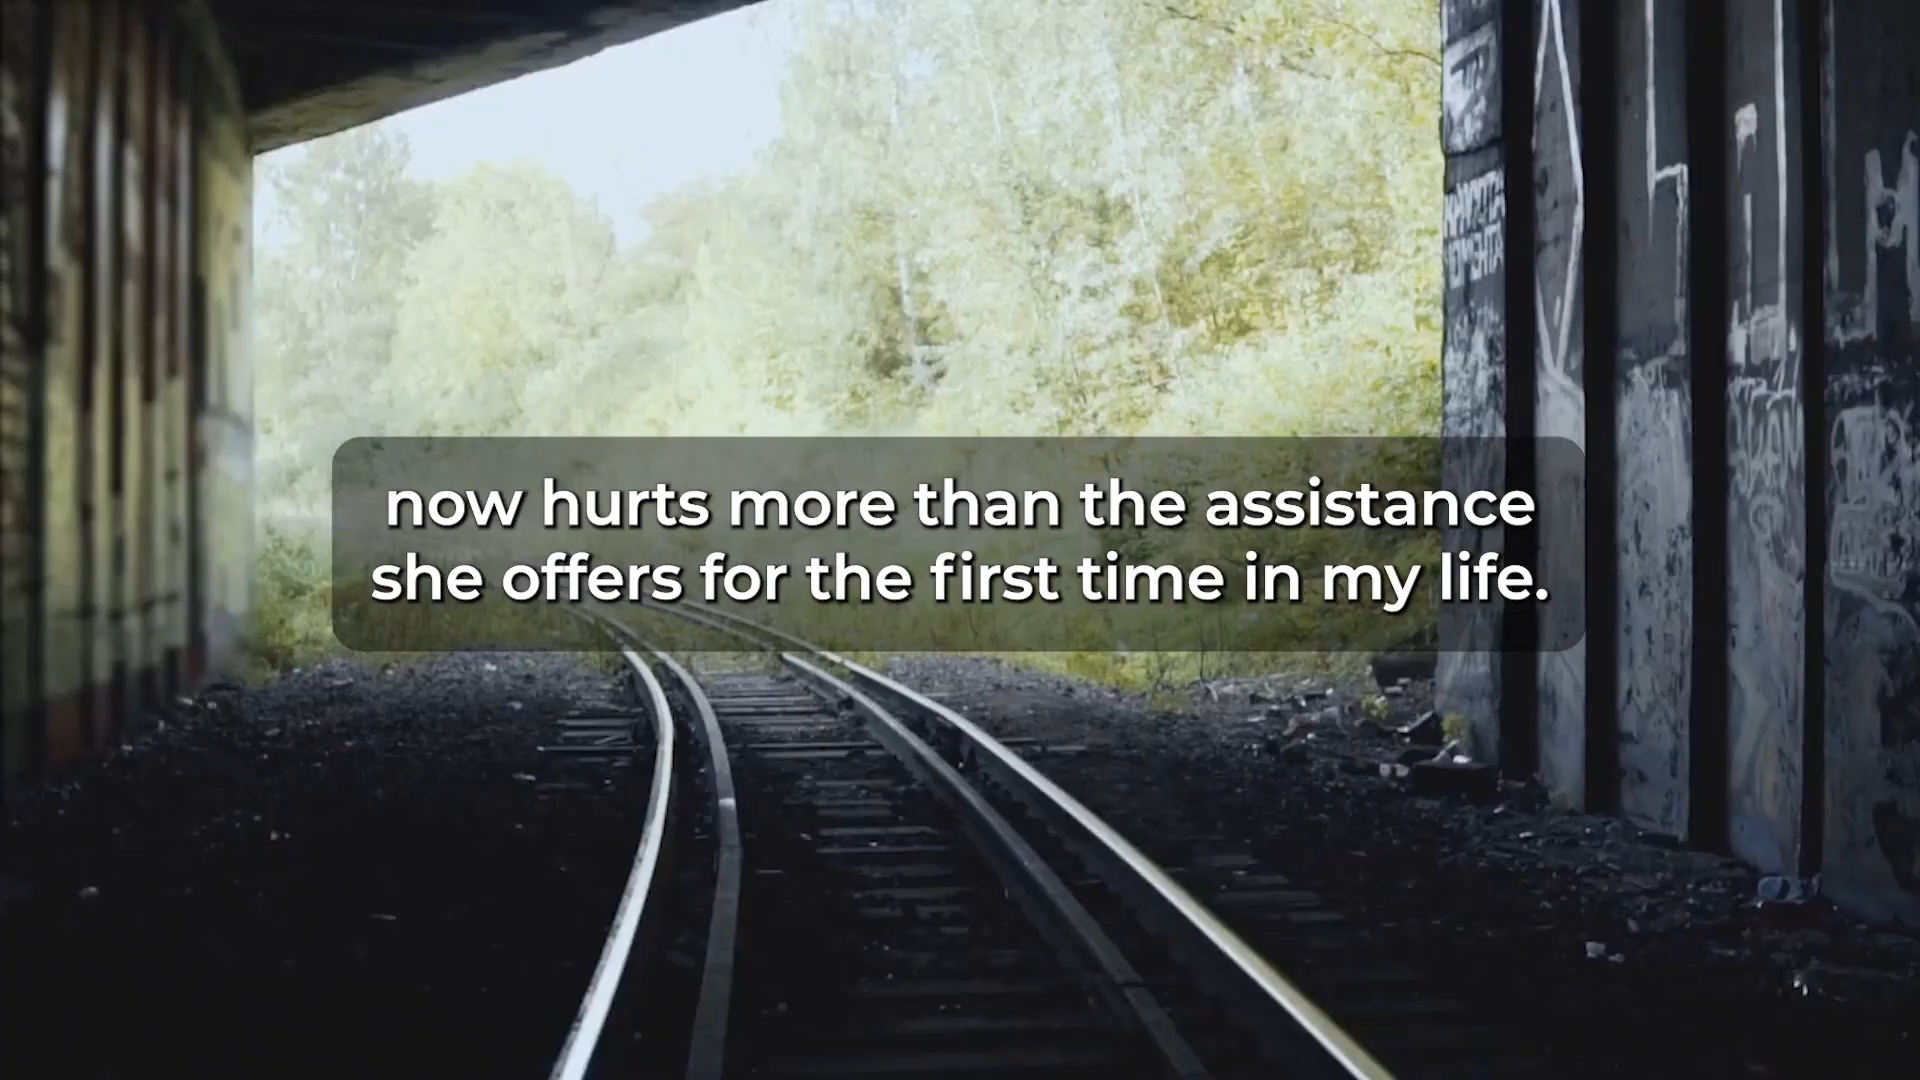 now hurts more than the assistance
she offers for the first time in my life.